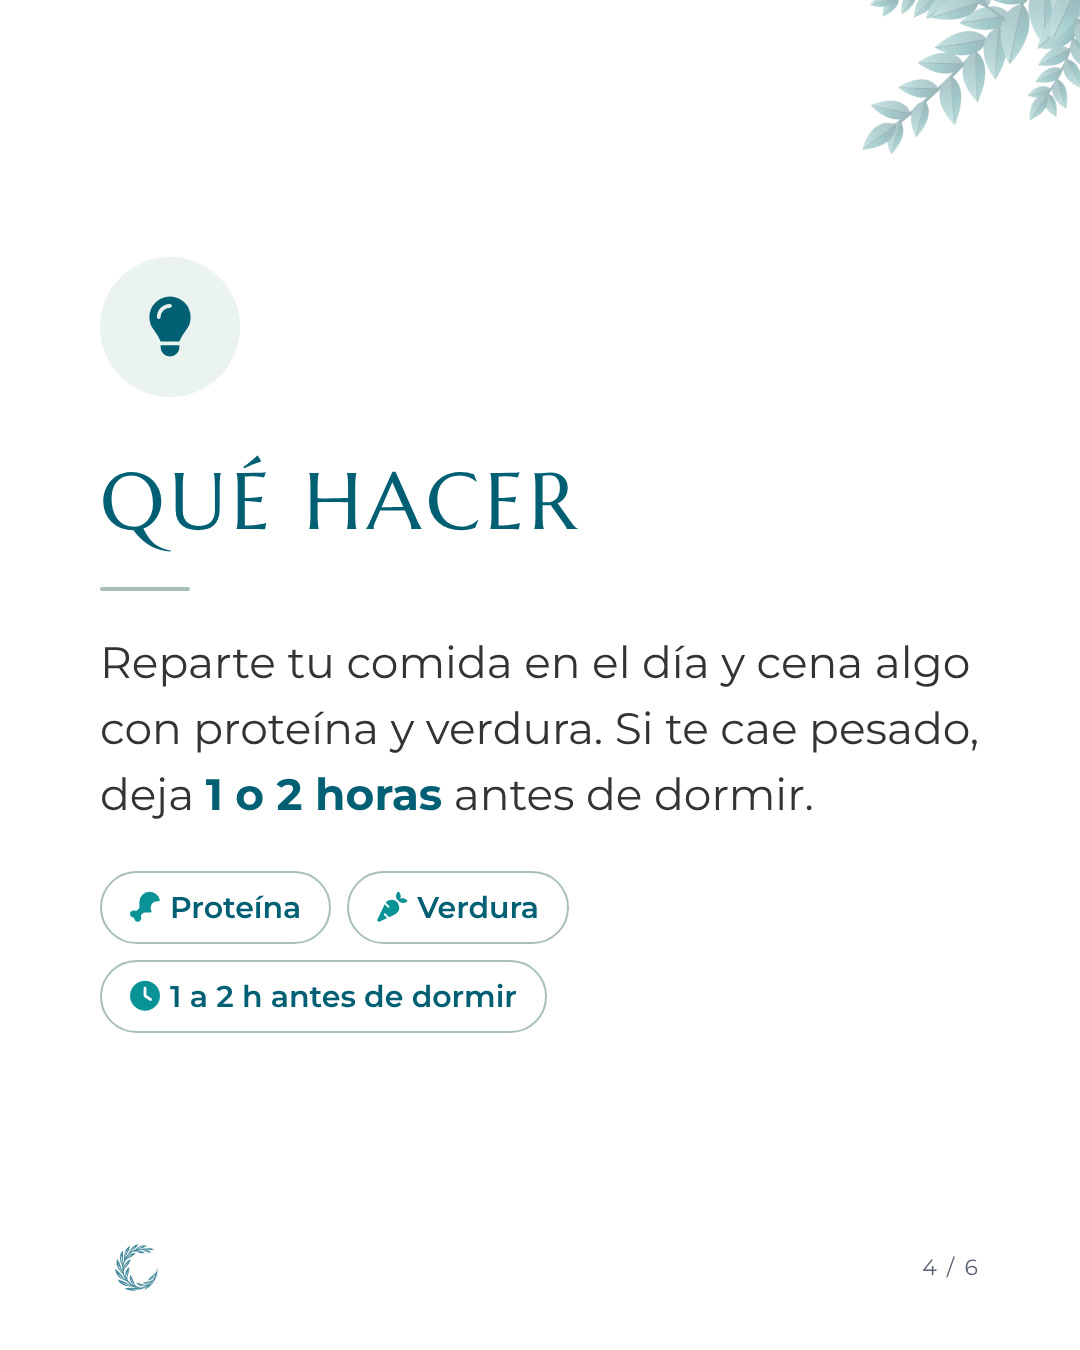 QUÉ HACER
Reparte tu comida en el día y cena algo
con proteína y verdura. Si te cae pesado,
deja 1 o 2 horas antes de dormir.
Proteína
Verdura
1 a 2 h antes de dormir
4 / 6